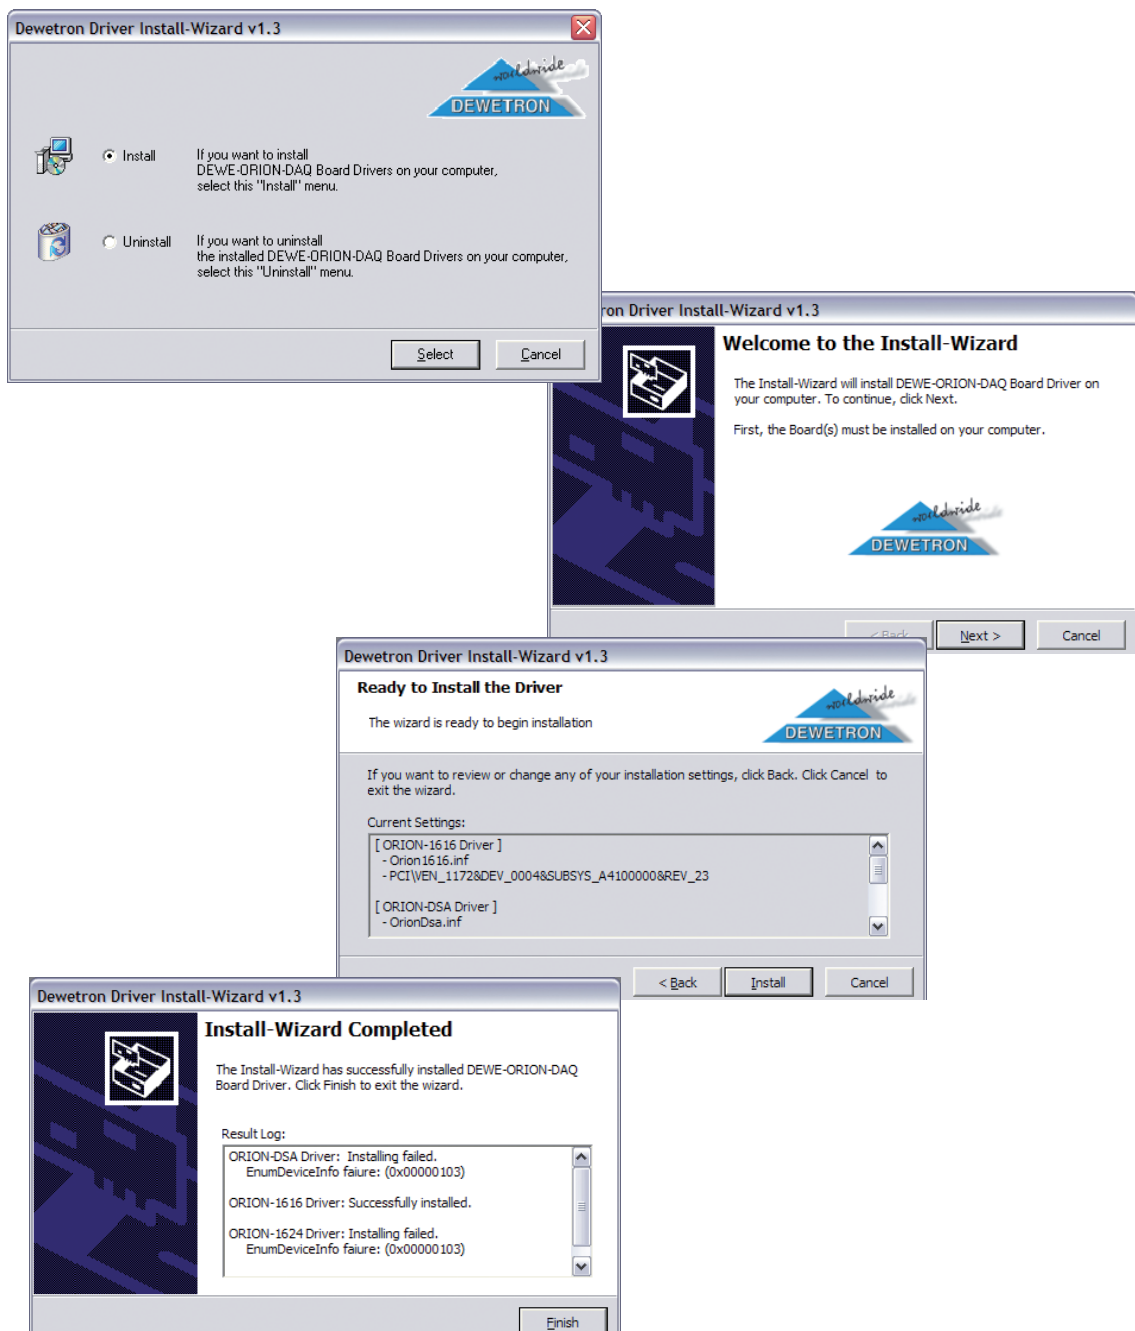 Dewetron Driver Install-Wizard v1.3
worldwide
DEWETRON
Install
If you want to install
DEWE-ORION-DAQ Board Drivers on your computer,
select this "Install" menu.
Uninstall
If you want to uninstall
the installed DEWE-ORION-DAQ Board Drivers on your computer,
select this "Uninstall" menu.
Select
Cancel
ron Driver Install-Wizard v1.3
Welcome to the Install-Wizard
The Install-Wizard will install DEWE-ORION-DAQ Board Driver on
your computer. To continue, click Next.
First, the Board(s) must be installed on your computer.
worldwide
DEWETRON
< Back
Next >
Cancel
Dewetron Driver Install-Wizard v1.3
Ready to Install the Driver
The wizard is ready to begin installation
worldwide
DEWETRON
If you want to review or change any of your installation settings, click Back. Click Cancel to
exit the wizard.
Current Settings:
[ ORION-1616 Driver ]
- Orion1616.inf
- PCI\VEN_1172&DEV_0004&SUBSYS_A4100000&REV_23
[ ORION-DSA Driver ]
- OrionDsa.inf
< Back
Install
Cancel
Dewetron Driver Install-Wizard v1.3
Install-Wizard Completed
The Install-Wizard has successfully installed DEWE-ORION-DAQ
Board Driver. Click Finish to exit the wizard.
Result Log:
ORION-DSA Driver: Installing failed.
EnumDeviceInfo faiure: (0x00000103)
ORION-1616 Driver: Successfully installed.
ORION-1624 Driver: Installing failed.
EnumDeviceInfo faiure: (0x00000103)
Finish